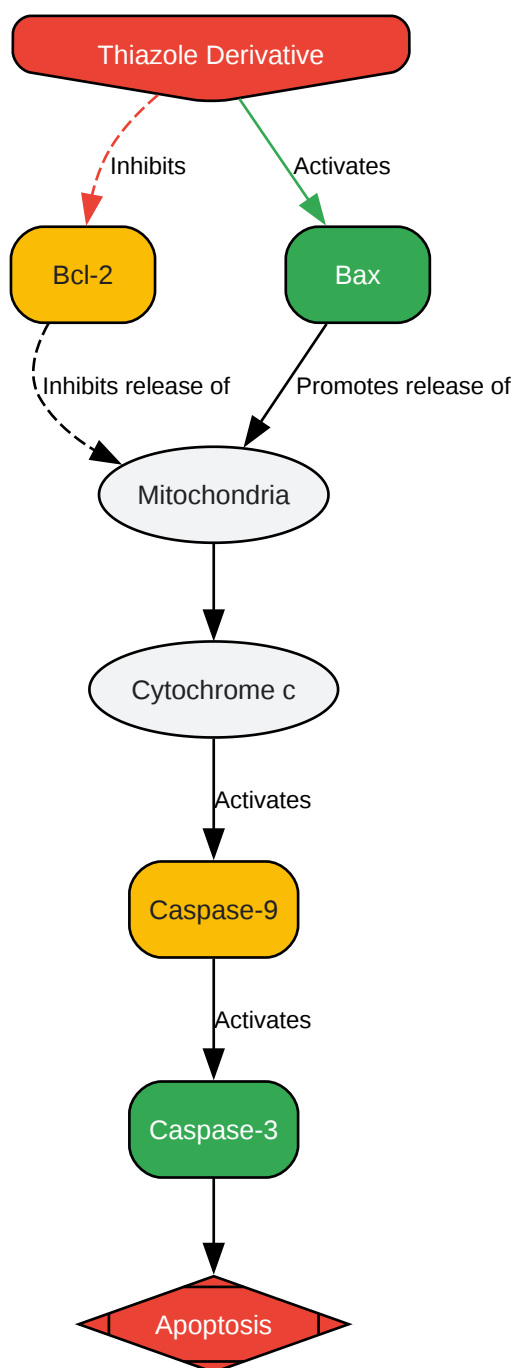 Thiazole Derivative
Inhibits
Activates
Bcl-2
Bax
Inhibits release of
Promotes release of
Mitochondria
Cytochrome c
Activates
Caspase-9
Activates
Caspase-3
Apoptosis